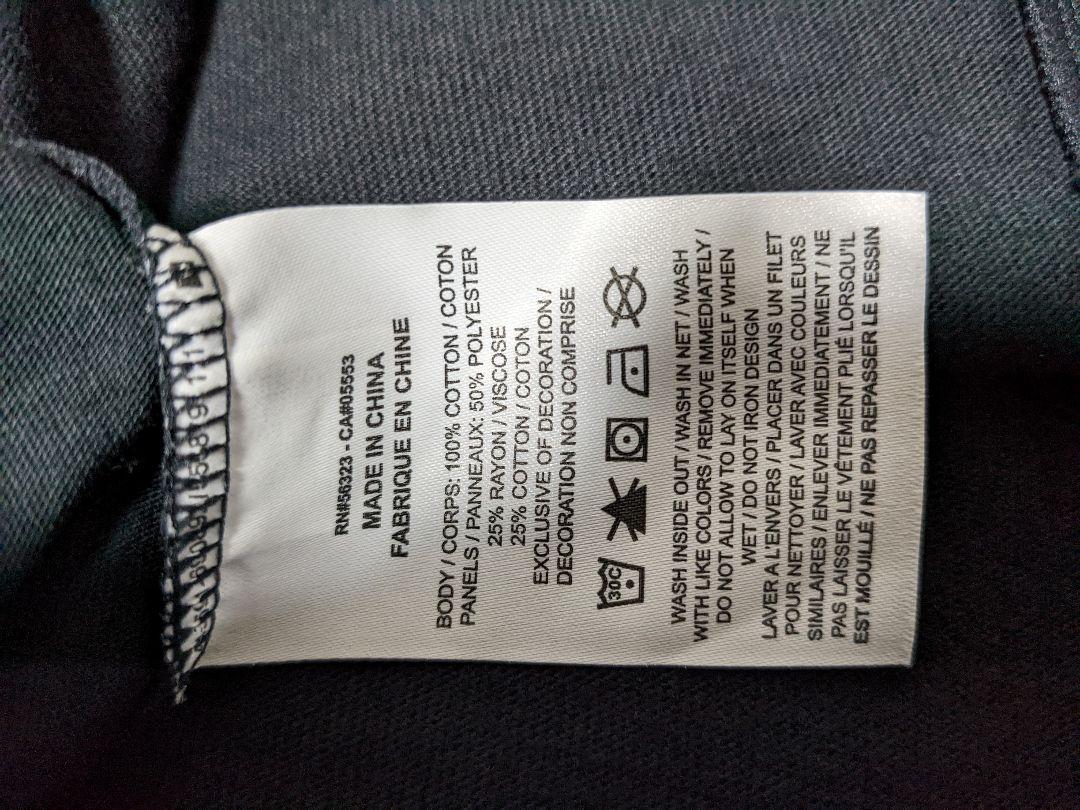 RN#56323 - CA#05553
MADE IN CHINA
FABRIQUE EN CHINE
BODY / CORPS: 100% COTTON / COTON
PANELS / PANNEAUX: 50% POLYESTER
25% RAYON / VISCOSE
25% COTTON / COTON
EXCLUSIVE OF DECORATION /
DECORATION NON COMPRISE
30C
WASH INSIDE OUT / WASH IN NET / WASH
WITH LIKE COLORS / REMOVE IMMEDIATELY /
DO NOT ALLOW TO LAY ON ITSELF WHEN
WET / DO NOT IRON DESIGN
LAVER A L'ENVERS / PLACER DANS UN FILET
POUR NETTOYER / LAVER AVEC COULEURS
SIMILAIRES / ENLEVER IMMEDIATEMENT / NE
PAS LAISSER LE VÊTEMENT PLIÉ LORSQU'IL
EST MOUILLÉ / NE PAS REPASSER LE DESSIN